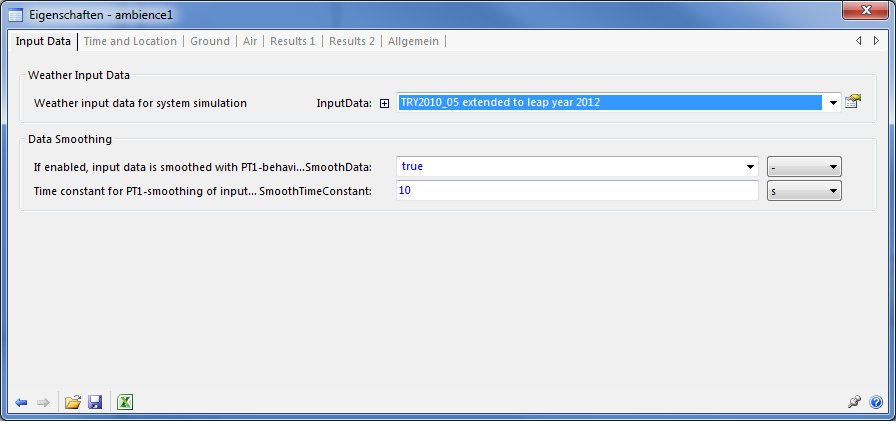 Eigenschaften - ambience1
Input Data Time and Location Ground Air Results 1 Results 2 Allgemein
Weather Input Data
Weather input data for system simulation InputData: TRY2010_05 extended to leap year 2012
Data Smoothing
If enabled, input data is smoothed with PT1-behavi...SmoothData: true -
Time constant for PT1-smoothing of input... SmoothTimeConstant: 10 s